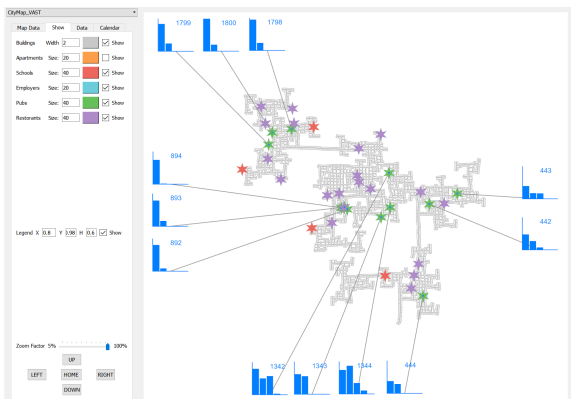 CityMap_VAST
Map Data Show Data Calendar
Buildings Width 2 Show
Apartments Size: 20 Show
Schools Size: 40 Show
Employers Size: 20 Show
Pubs Size: 40 Show
Restorants Size: 40 Show
Legend X 0.8 Y 0.98 H 0.6 Show
Zoom Factor 5% 100%
UP
LEFT HOME RIGHT
DOWN
1799 1800 1798
894
893
892
443
442
1342 1343 1344 444